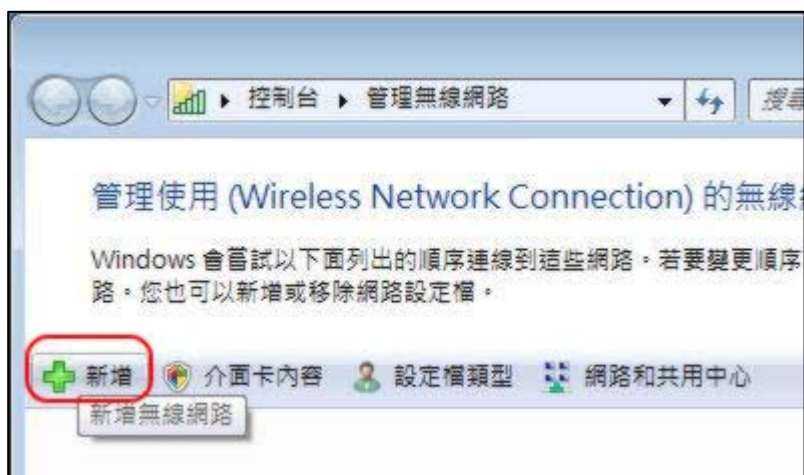 控制台 ▸ 管理無線網路
搜尋
管理使用 (Wireless Network Connection) 的無線
Windows 會嘗試以下面列出的順序連線到這些網路。若要變更順序
路。您也可以新增或移除網路設定檔。
新增 介面卡內容 設定檔類型 網路和共用中心
新增無線網路